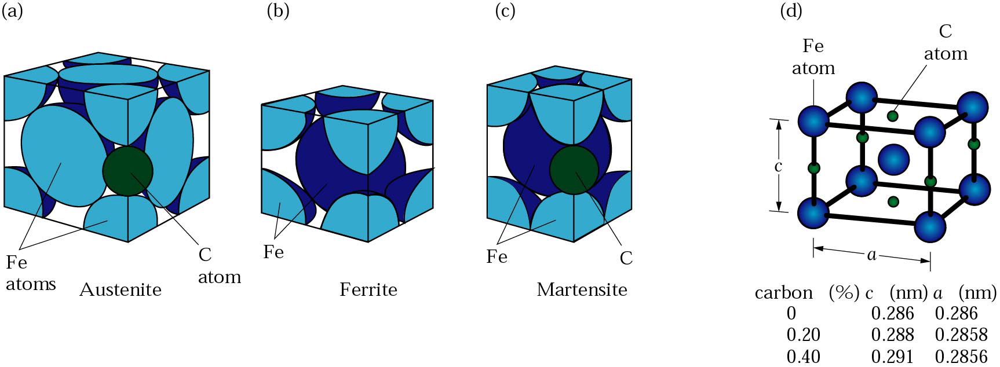 (a)
(b)
(c)
(d)
Fe
atoms
C
atom
Austenite
Fe
Ferrite
Fe
C
Martensite
Fe
atom
C
atom
c
a
carbon (%) c (nm) a (nm)
0 0.286 0.286
0.20 0.288 0.2858
0.40 0.291 0.2856